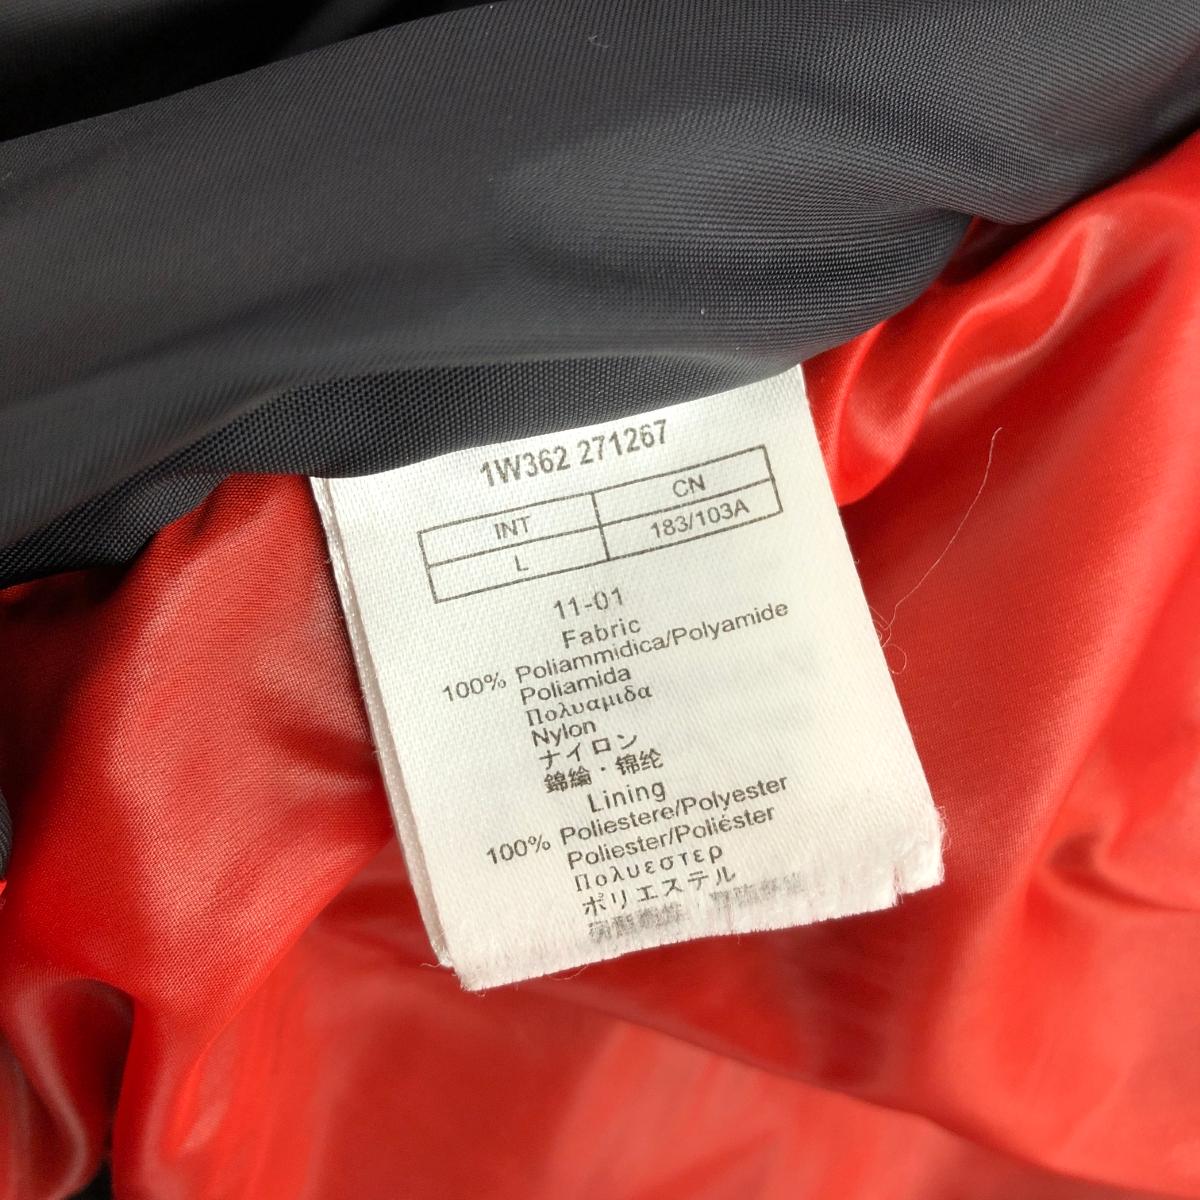 1W362 271267
INT CN
L 183/103A
11-01
Fabric
100% Poliammidica/Polyamide
Poliamida
Πολυαμιδα
Nylon
ナイロン
錦綸・锦纶
Lining
100% Poliestere/Polyester
Poliester/Poliéster
Πολυεστερ
ポリエステル